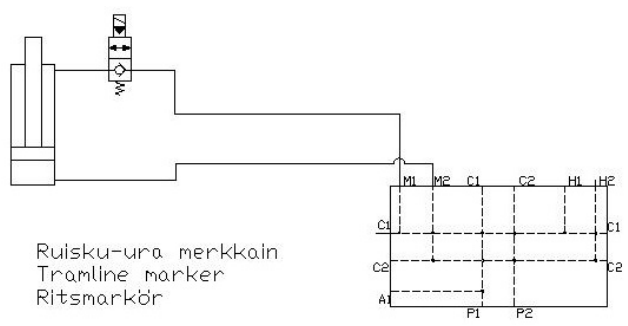 M1 M2 C1 C2 H1 H2
C1 C1
C2 C2
A1
P1 P2
Ruisku-ura merkkain
Tramline marker
Ritsmarkör